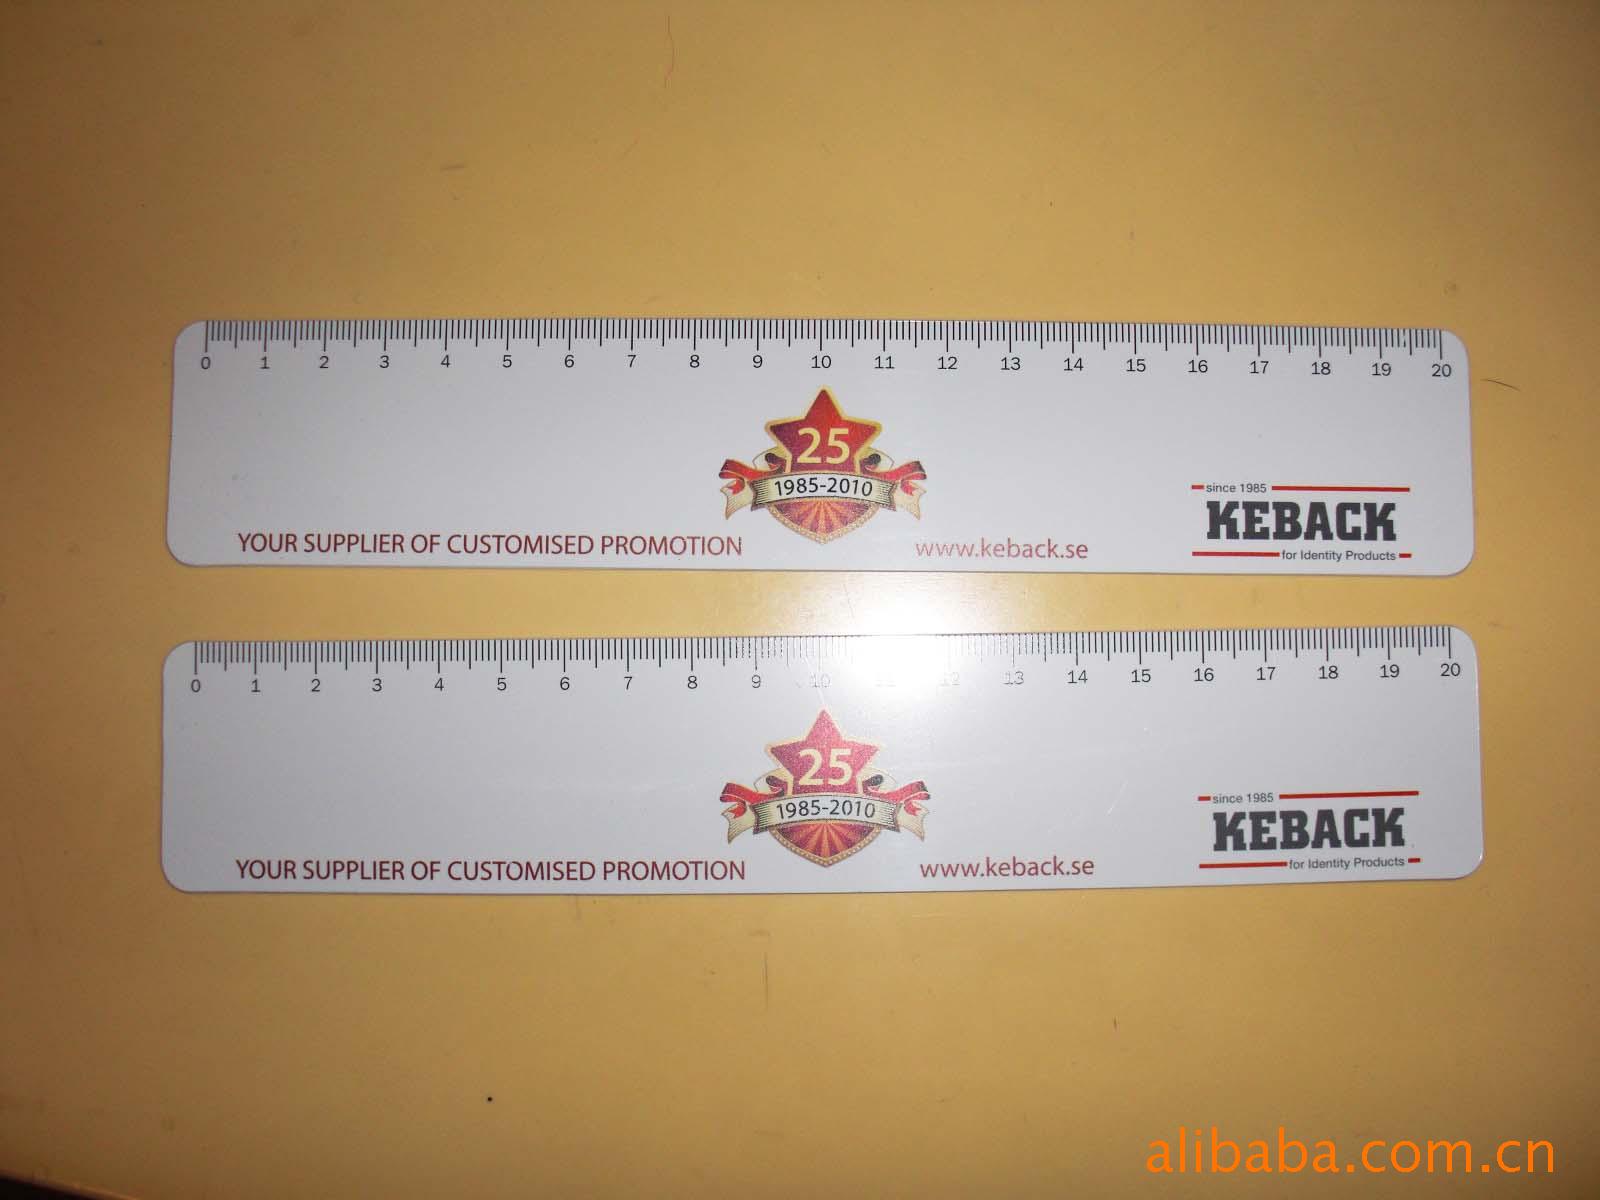 0 1 2 3 4 5 6 7 8 9 10 11 12 13 14 15 16 17 18 19 20
25
1985-2010
since 1985
KEBACK
for Identity Products
YOUR SUPPLIER OF CUSTOMISED PROMOTION
www.keback.se
0 1 2 3 4 5 6 7 8 9 10 11 12 13 14 15 16 17 18 19 20
25
1985-2010
since 1985
KEBACK
for Identity Products
YOUR SUPPLIER OF CUSTOMISED PROMOTION
www.keback.se
alibaba.com.cn